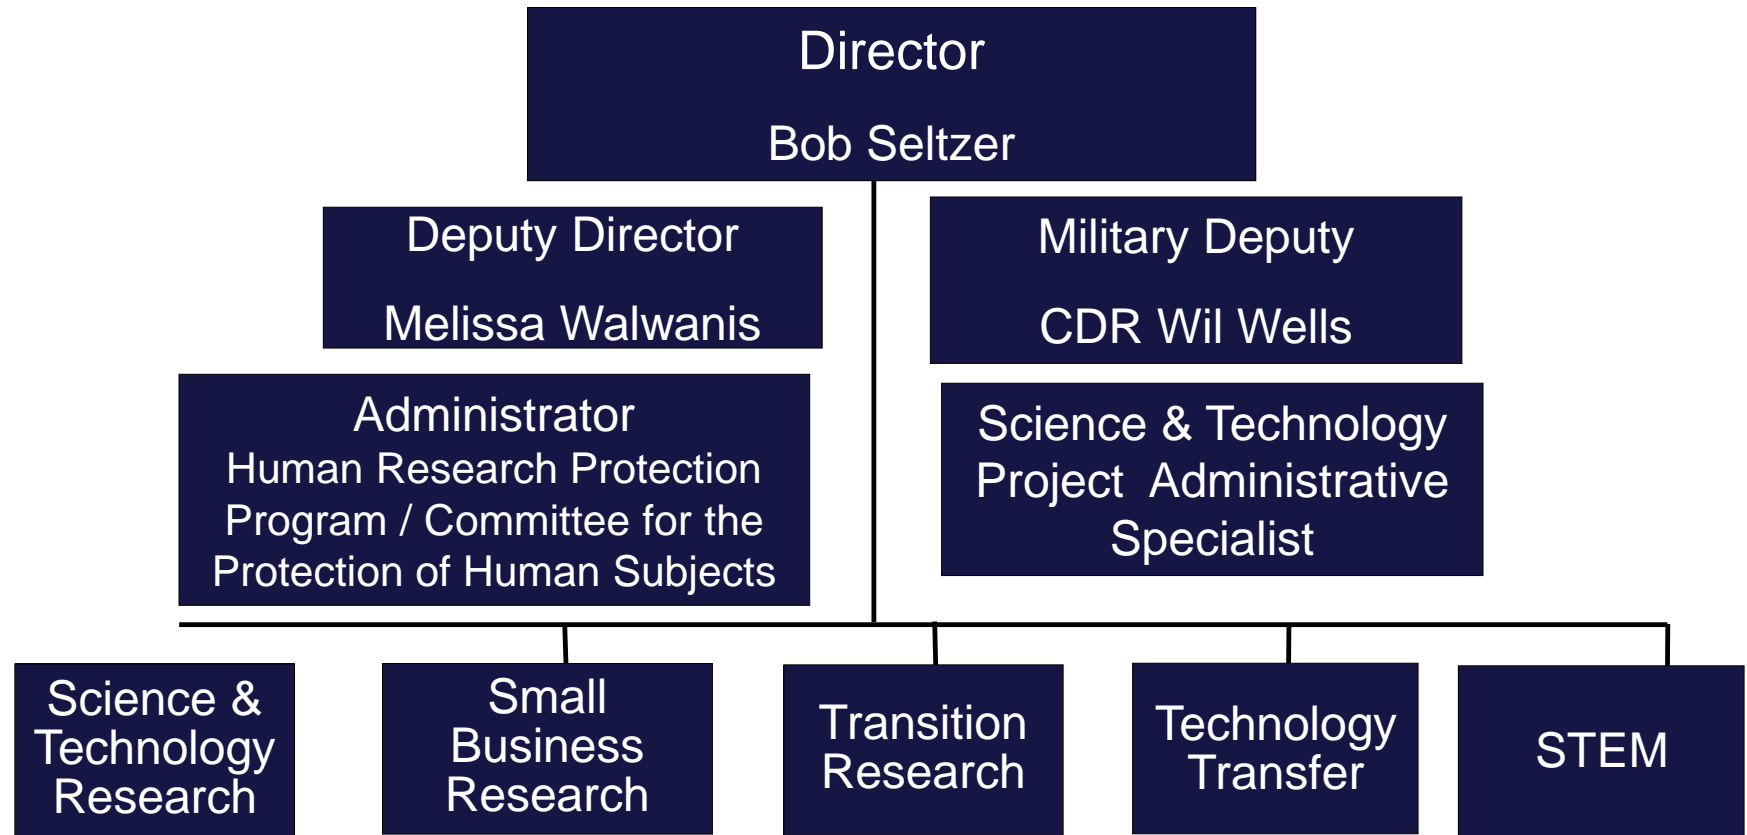 Director
Bob Seltzer
Deputy Director
Melissa Walwanis
Military Deputy
CDR Wil Wells
Administrator
Human Research Protection
Program / Committee for the
Protection of Human Subjects
Science & Technology
Project  Administrative
Specialist
Science &
Technology
Research
Small
Business
Research
Transition
Research
Technology
Transfer
STEM